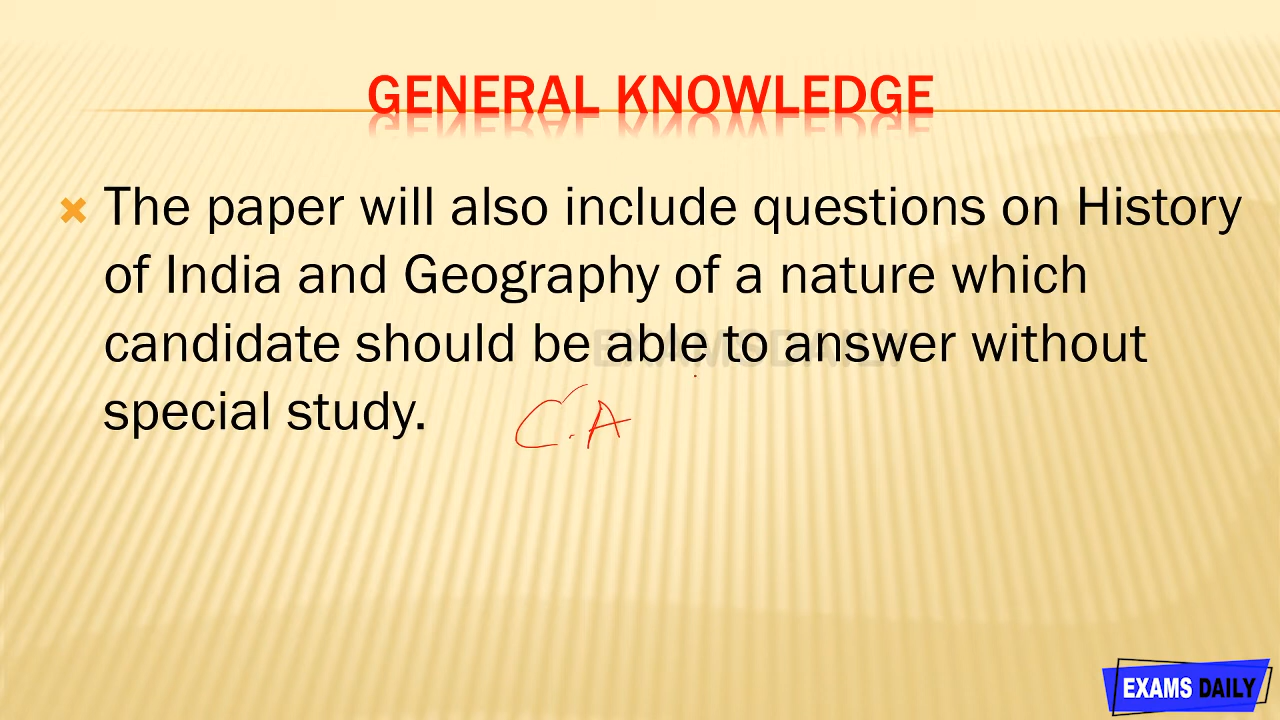 GENERAL KNOWLEDGE
The paper will also include questions on History
of India and Geography of a nature which
candidate should be able to answer without
special study.
C.A
EXAMSDAILY
EXAMS DAILY